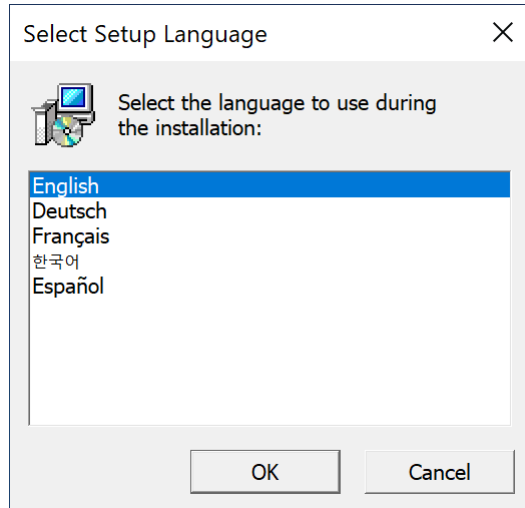 Select Setup Language
Select the language to use during
the installation:
English
Deutsch
Français
한국어
Español
OK
Cancel